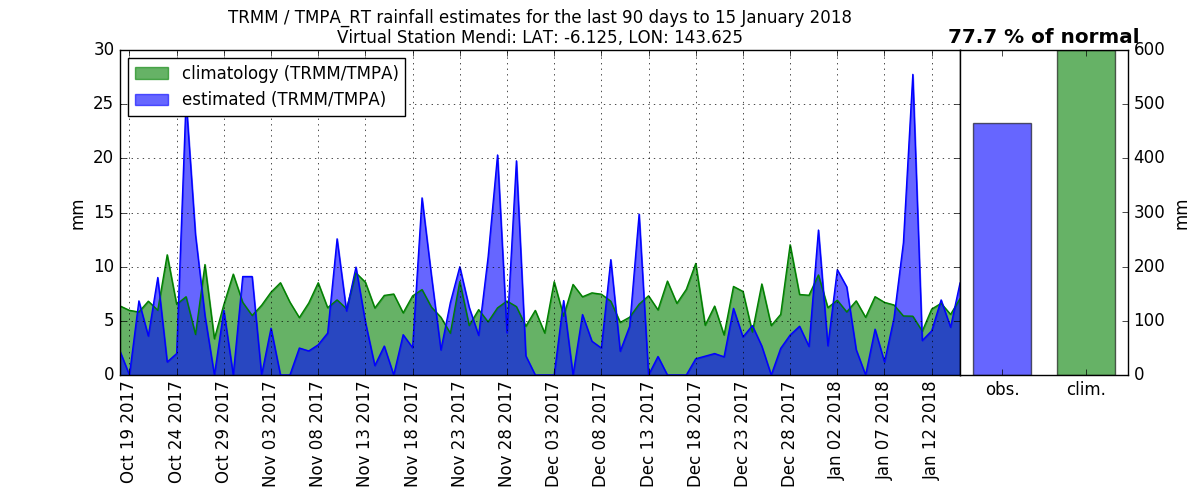 TRMM / TMPA_RT rainfall estimates for the last 90 days to 15 January 2018
Virtual Station Mendi: LAT: -6.125, LON: 143.625
77.7 % of normal
climatology (TRMM/TMPA)
estimated (TRMM/TMPA)
30
25
20
15
10
5
0
mm
600
500
400
300
200
100
0
mm
Oct 19 2017
Oct 24 2017
Oct 29 2017
Nov 03 2017
Nov 08 2017
Nov 13 2017
Nov 18 2017
Nov 23 2017
Nov 28 2017
Dec 03 2017
Dec 08 2017
Dec 13 2017
Dec 18 2017
Dec 23 2017
Dec 28 2017
Jan 02 2018
Jan 07 2018
Jan 12 2018
obs.
clim.